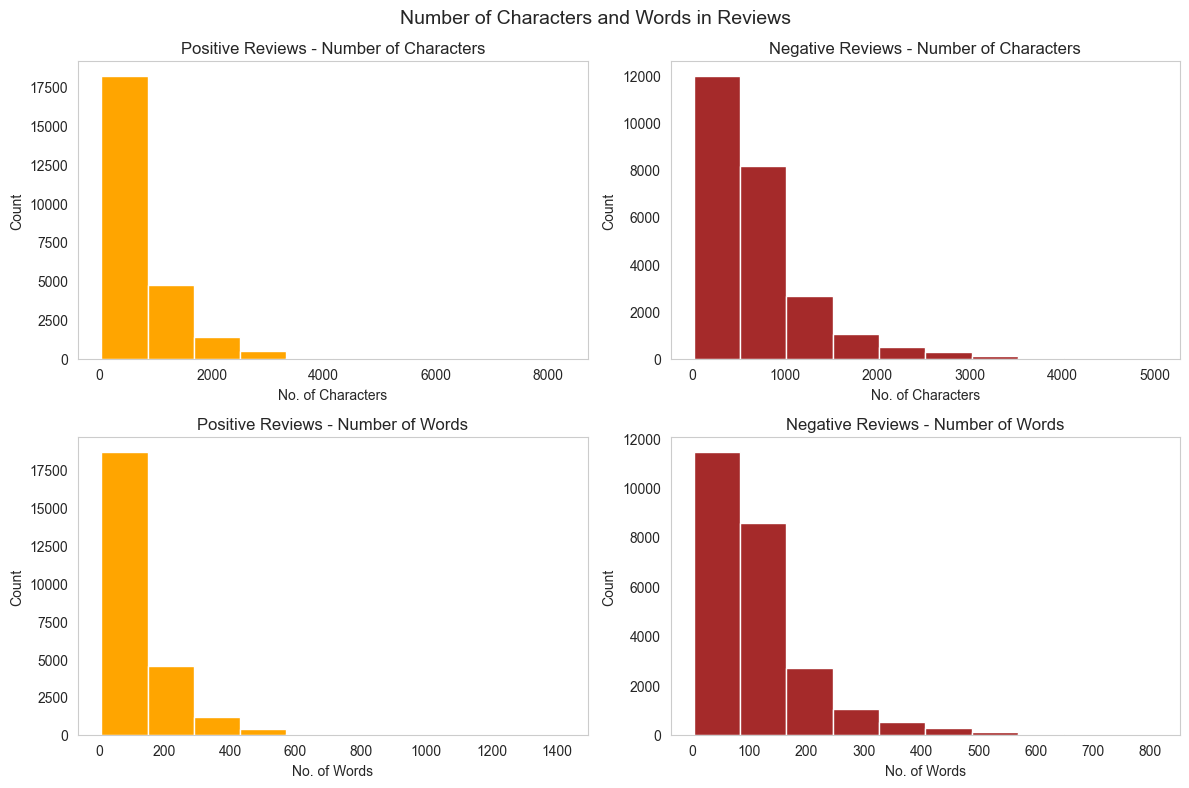 Number of Characters and Words in Reviews
Positive Reviews - Number of Characters
17500
15000
12500
10000
7500
5000
2500
0
Count
0 2000 4000 6000 8000
No. of Characters
Negative Reviews - Number of Characters
12000
10000
8000
6000
4000
2000
0
Count
0 1000 2000 3000 4000 5000
No. of Characters
Positive Reviews - Number of Words
17500
15000
12500
10000
7500
5000
2500
0
Count
0 200 400 600 800 1000 1200 1400
No. of Words
Negative Reviews - Number of Words
12000
10000
8000
6000
4000
2000
0
Count
0 100 200 300 400 500 600 700 800
No. of Words